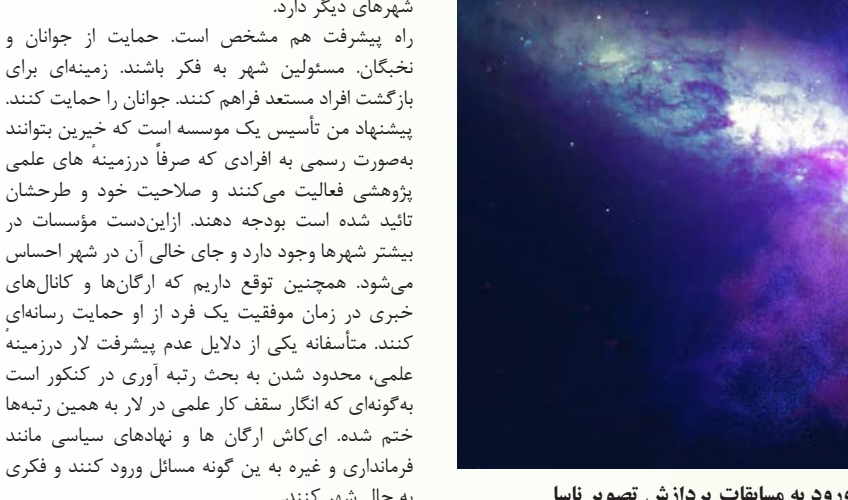 شهرهای دیگر دارد.
راه پیشرفت هم مشخص است. حمایت از جوانان و
نخبگان. مسئولین شهر به فکر باشند. زمینه‌ای برای
بازگشت افراد مستعد فراهم کنند. جوانان را حمایت کنند.
پیشنهاد من تأسیس یک موسسه است که خیرین بتوانند
به‌صورت رسمی به افرادی که صرفاً درزمینهٔ های علمی
پژوهشی فعالیت می‌کنند و صلاحیت خود و طرحشان
تائید شده است بودجه دهند. ازاین‌دست مؤسسات در
بیشتر شهرها وجود دارد و جای خالی آن در شهر احساس
می‌شود. همچنین توقع داریم که ارگان‌ها و کانال‌های
خبری در زمان موفقیت یک فرد از او حمایت رسانه‌ای
کنند. متأسفانه یکی از دلایل عدم پیشرفت لار درزمینهٔ
علمی، محدود شدن به بحث رتبه آوری در کنکور است
به‌گونه‌ای که انگار سقف کار علمی در لار به همین رتبه‌ها
ختم شده. ای‌کاش ارگان ها و نهادهای سیاسی مانند
فرمانداری و غیره به ین گونه مسائل ورود کنند و فکری
به حال شهر کنند.
ورود به مسابقات پردازش تصویر ناسا